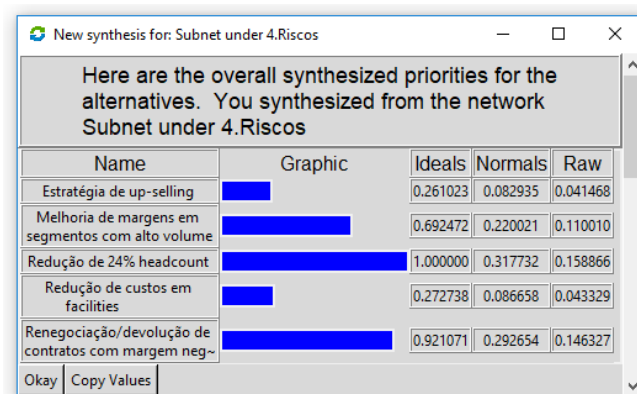 New synthesis for: Subnet under 4.Riscos
Here are the overall synthesized priorities for the
alternatives. You synthesized from the network
Subnet under 4.Riscos
Name Graphic Ideals Normals Raw
Estratégia de up-selling 0.261023 0.082935 0.041468
Melhoria de margens em
segmentos com alto volume 0.692472 0.220021 0.110010
Redução de 24% headcount 1.000000 0.317732 0.158866
Redução de custos em
facilities 0.272738 0.086658 0.043329
Renegociação/devolução de
contratos com margem neg~ 0.921071 0.292654 0.146327
Okay Copy Values